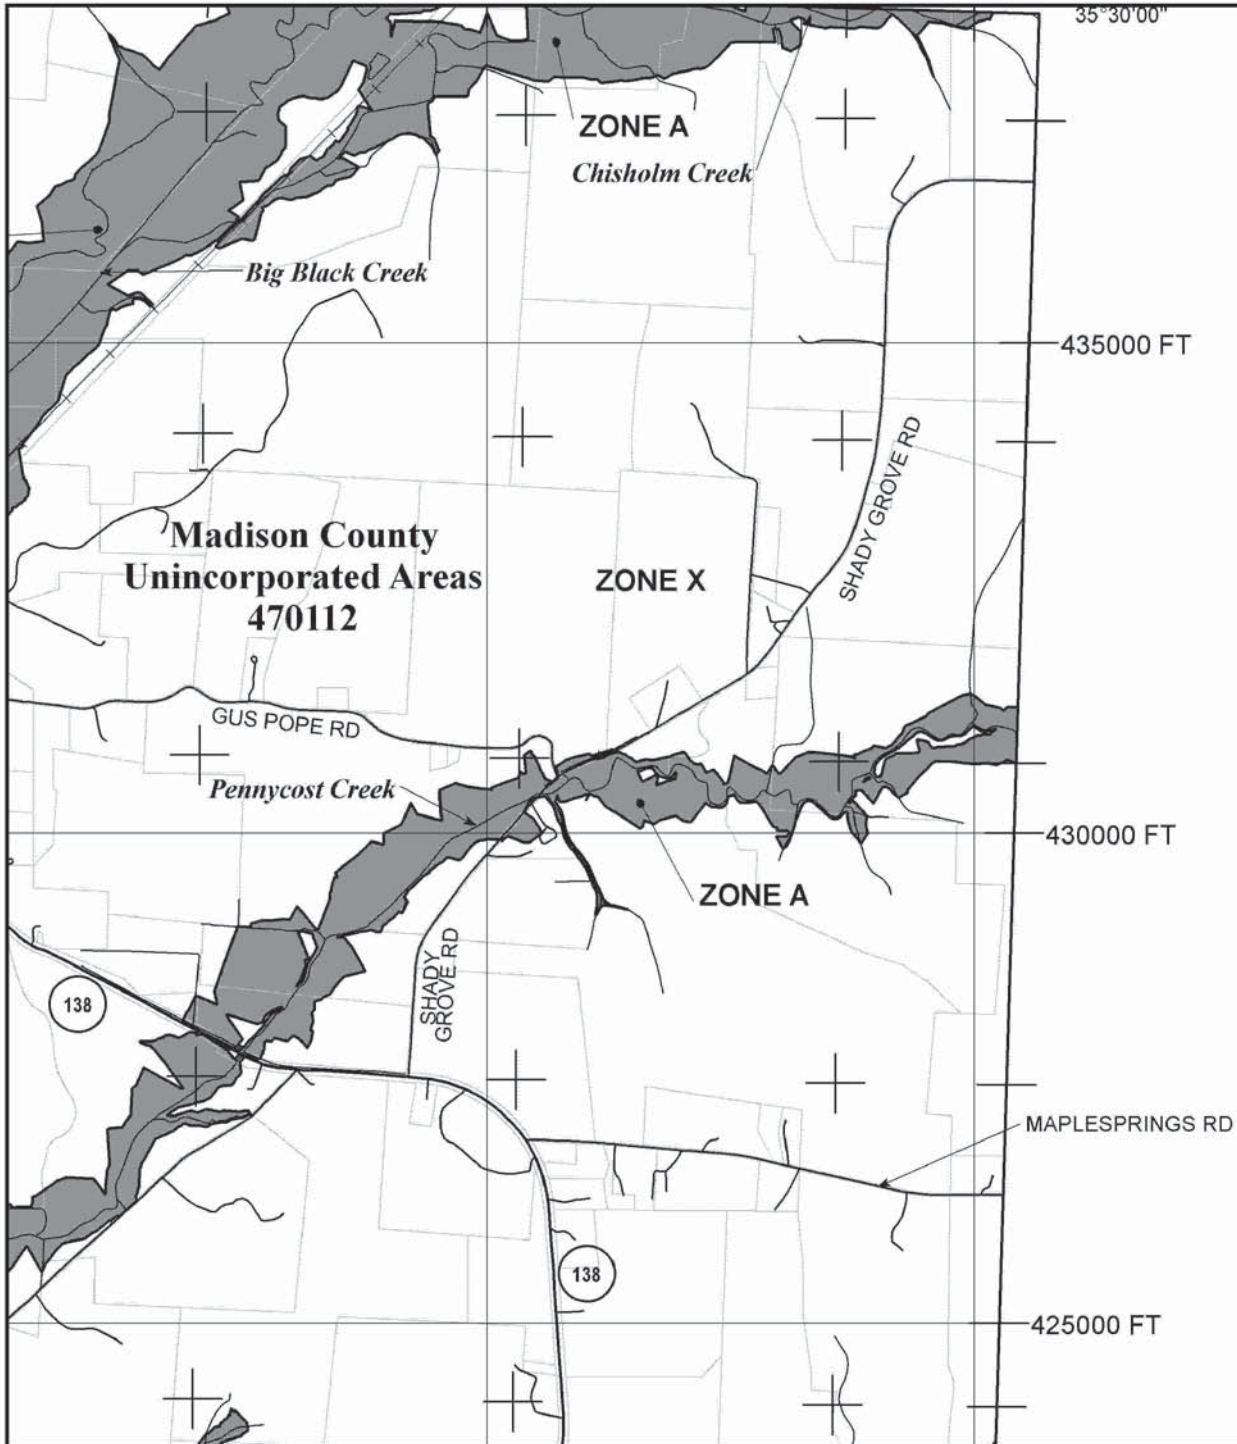 35°30'00"
ZONE A
Chisholm Creek
Big Black Creek
435000 FT
SHADY GROVE RD
Madison County
Unincorporated Areas
470112
ZONE X
GUS POPE RD
Pennycost Creek
430000 FT
ZONE A
SHADY
GROVE RD
138
MAPLESPRINGS RD
138
425000 FT